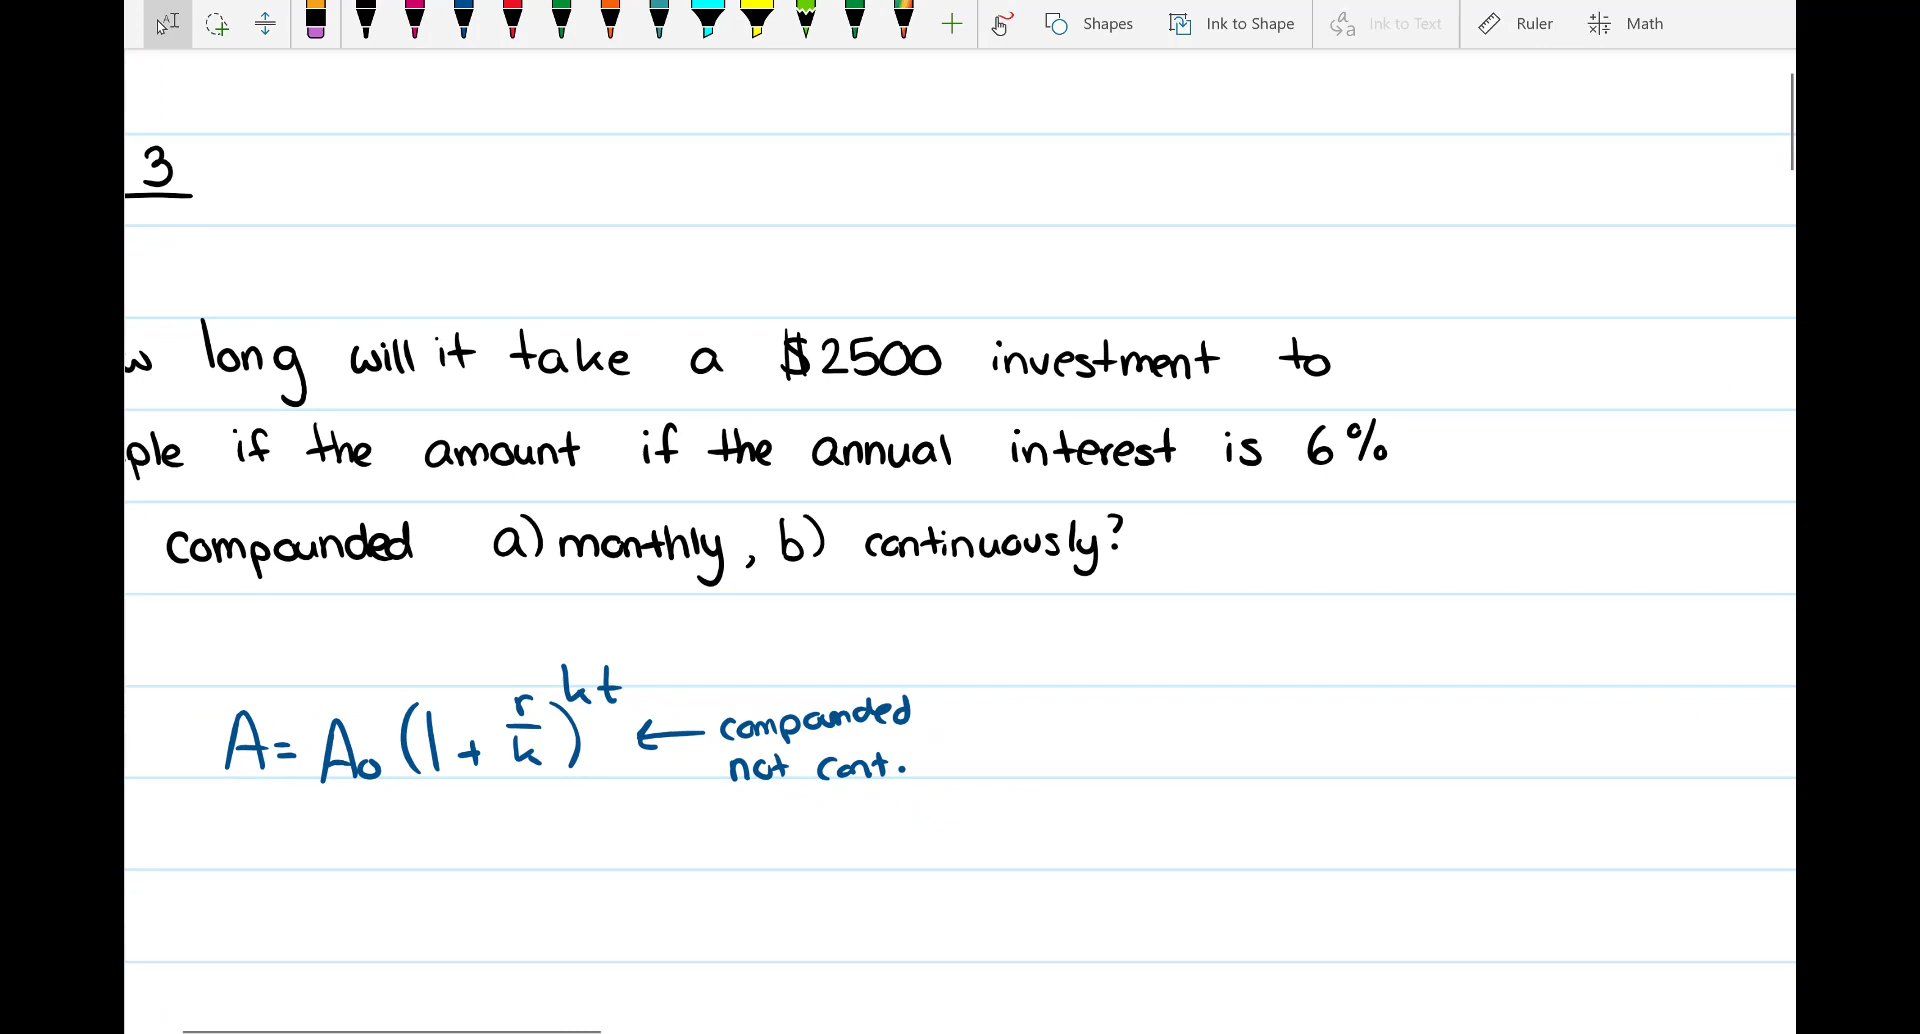 Shapes Ink to Shape Ink to Text Ruler Math
3
long will it take a $2500 investment to
ple if the amount if the annual interest is 6%
compounded a) monthly, b) continuously?
A = A₀ (1 + r/k)^kt ← compounded
not cont.